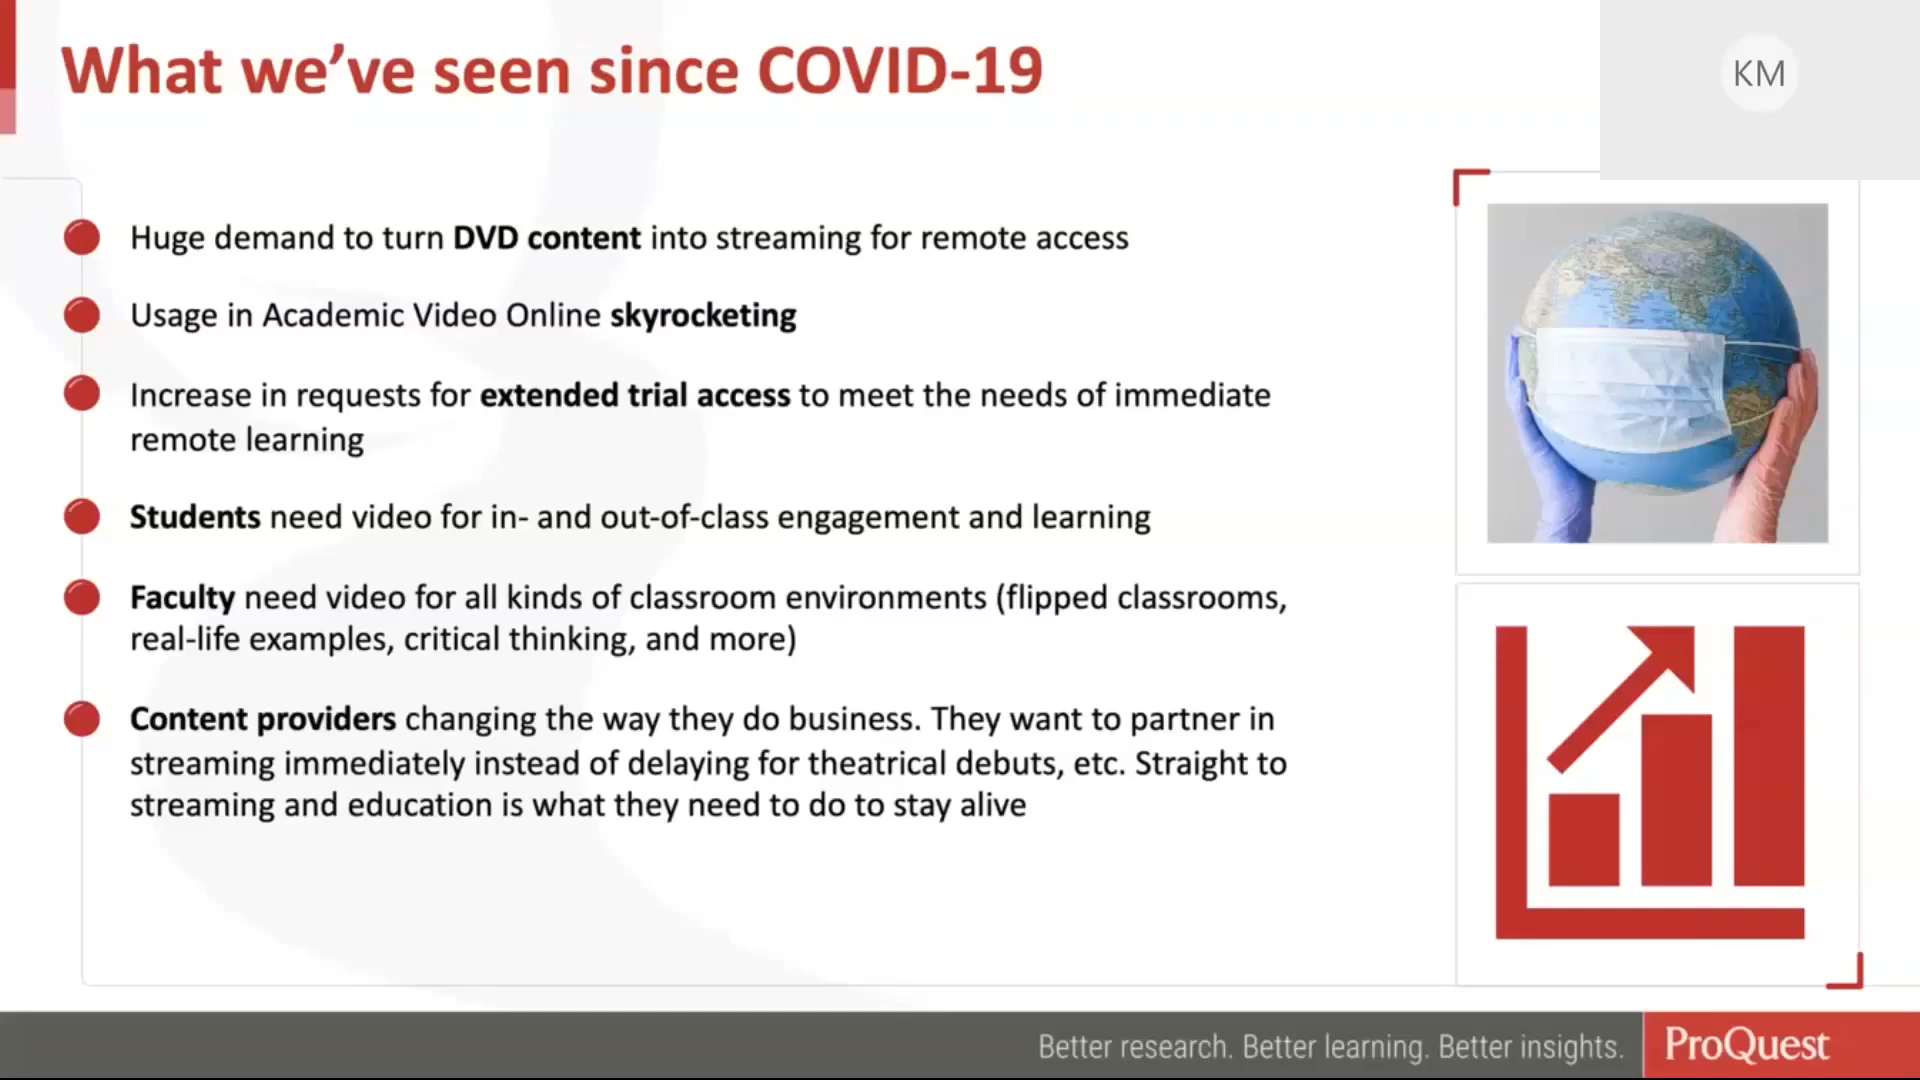 What we’ve seen since COVID-19
KM
Huge demand to turn DVD content into streaming for remote access
Usage in Academic Video Online skyrocketing
Increase in requests for extended trial access to meet the needs of immediate
remote learning
Students need video for in- and out-of-class engagement and learning
Faculty need video for all kinds of classroom environments (flipped classrooms,
real-life examples, critical thinking, and more)
Content providers changing the way they do business. They want to partner in
streaming immediately instead of delaying for theatrical debuts, etc. Straight to
streaming and education is what they need to do to stay alive
Better research. Better learning. Better insights.
ProQuest